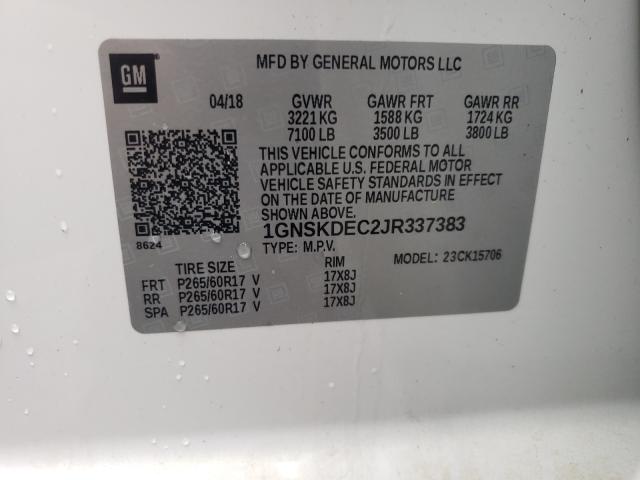 GM
MFD BY GENERAL MOTORS LLC
04/18 GVWR GAWR FRT GAWR RR
3221 KG 1588 KG 1724 KG
7100 LB 3500 LB 3800 LB
THIS VEHICLE CONFORMS TO ALL
APPLICABLE U.S. FEDERAL MOTOR
VEHICLE SAFETY STANDARDS IN EFFECT
ON THE DATE OF MANUFACTURE
SHOWN ABOVE.
8624
1GNSKDEC2JR337383
TYPE: M.P.V. MODEL: 23CK15706
TIRE SIZE RIM
FRT P265/60R17 V 17X8J
RR P265/60R17 V 17X8J
SPA P265/60R17 V 17X8J